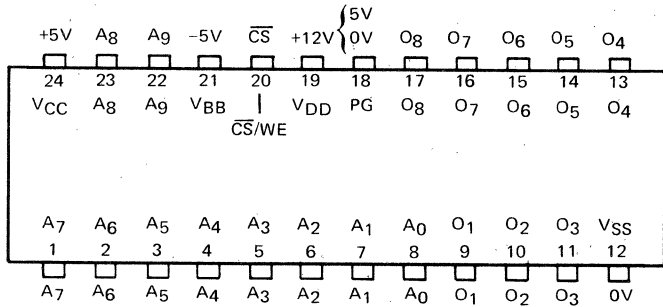 5V
+5V A8 A9 -5V C̅S̅ +12V 0V O8 O7 O6 O5 O4
24 23 22 21 20 19 18 17 16 15 14 13
VCC A8 A9 VBB VDD PG O8 O7 O6 O5 O4
C̅S̅/WE
A7 A6 A5 A4 A3 A2 A1 A0 O1 O2 O3 VSS
1 2 3 4 5 6 7 8 9 10 11 12
A7 A6 A5 A4 A3 A2 A1 A0 O1 O2 O3 0V